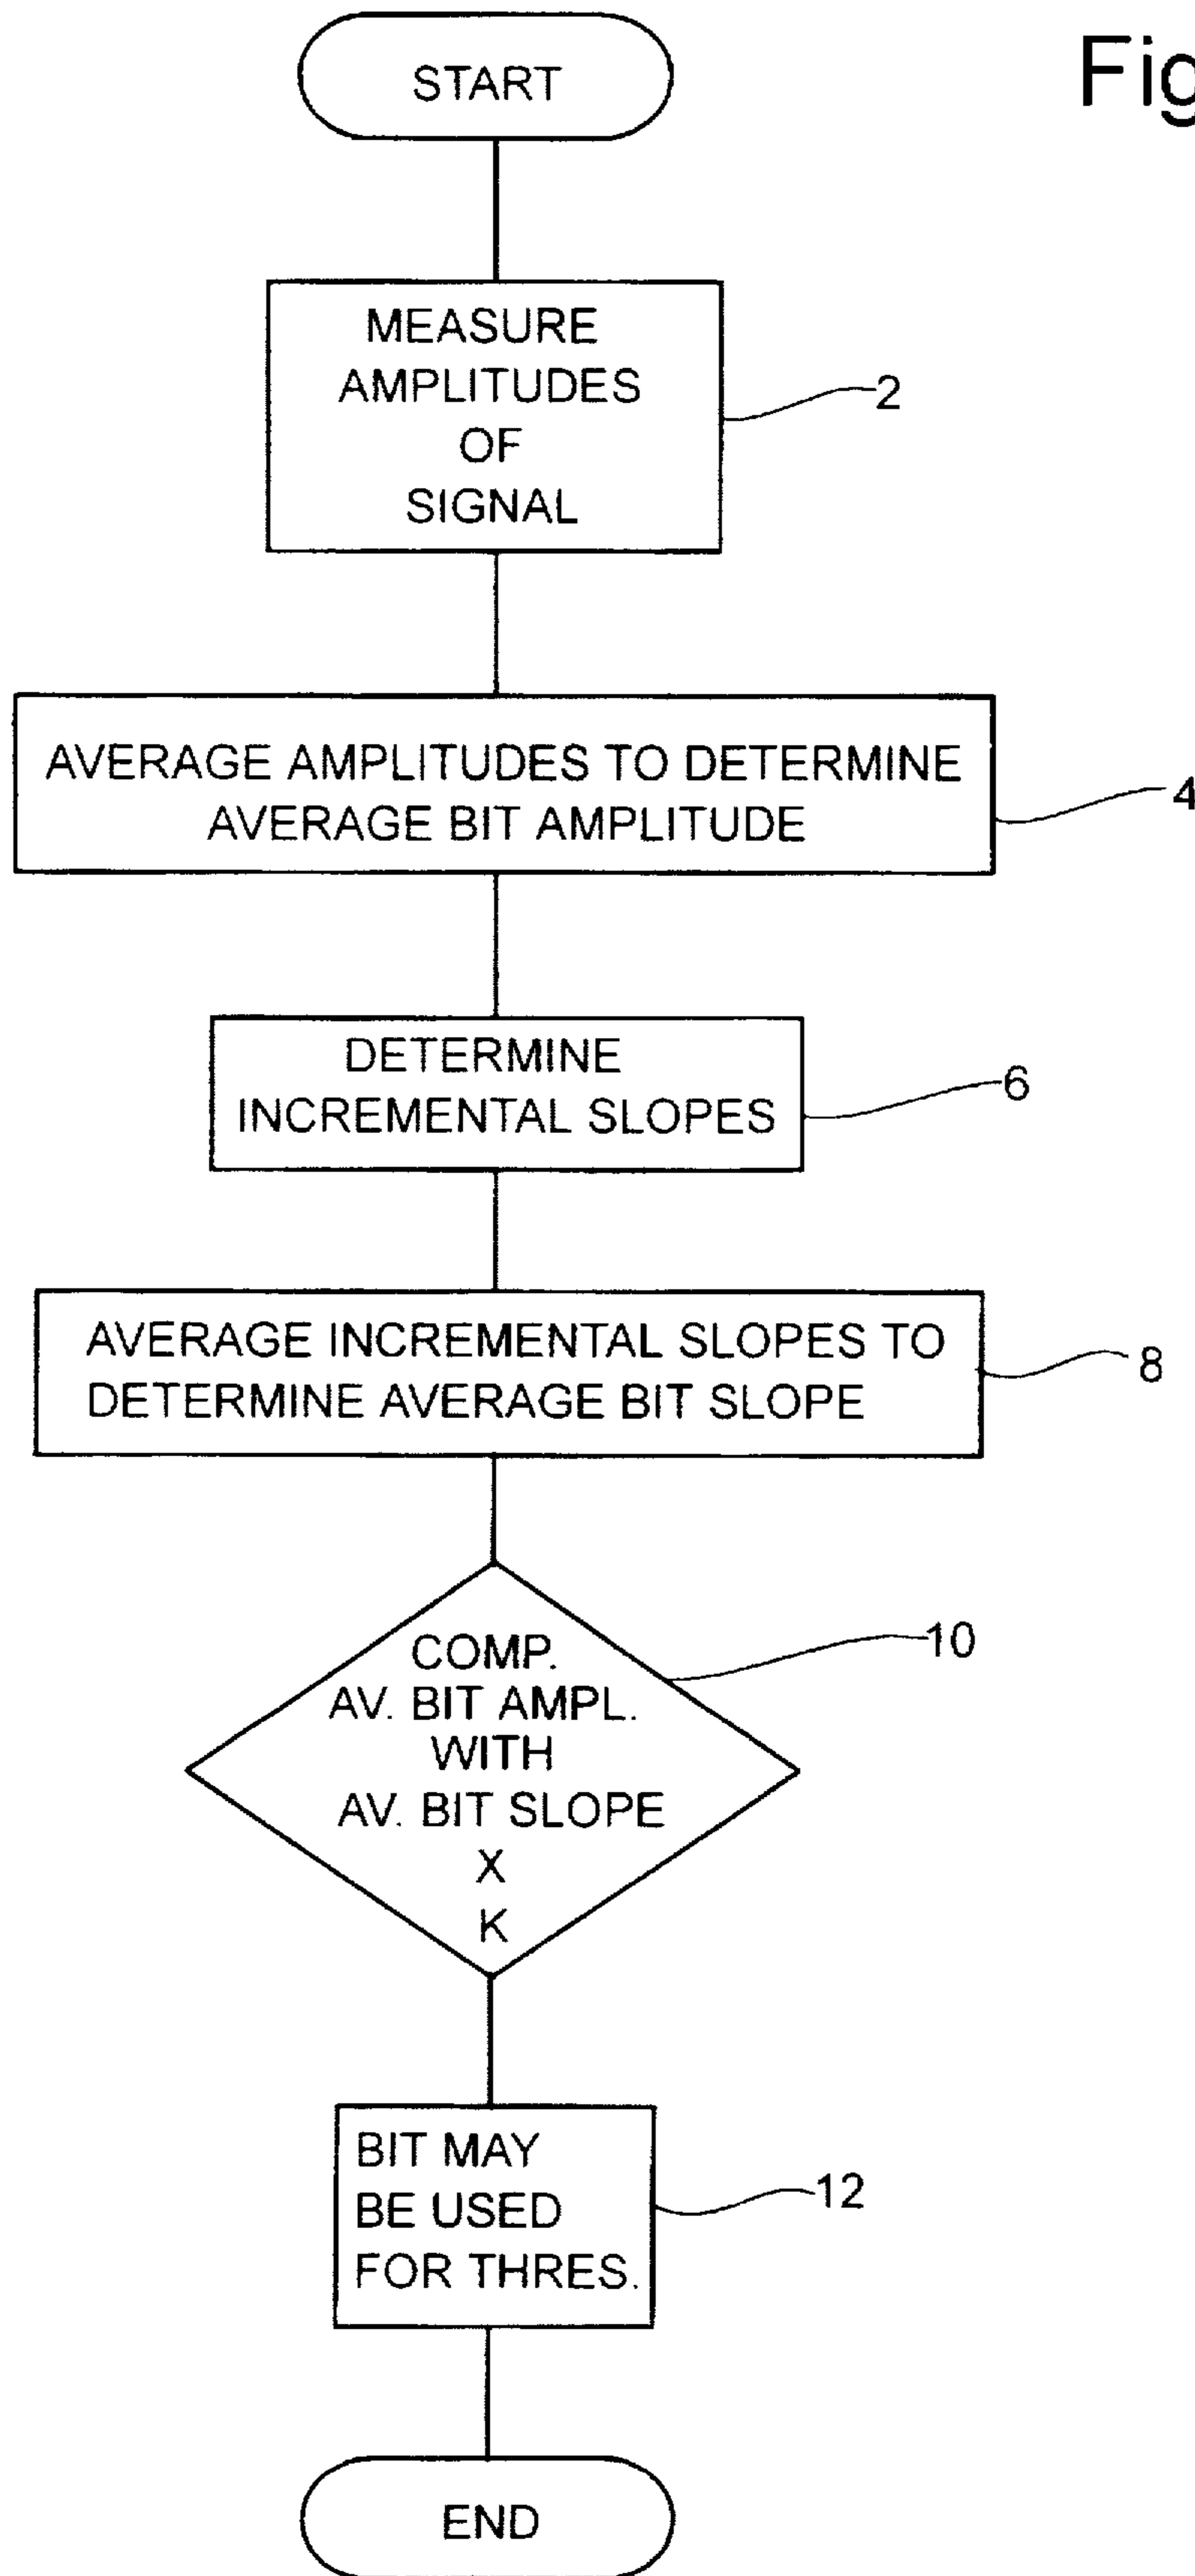 Fig
START
MEASURE
AMPLITUDES
OF
SIGNAL
2
AVERAGE AMPLITUDES TO DETERMINE
AVERAGE BIT AMPLITUDE
4
DETERMINE
INCREMENTAL SLOPES
6
AVERAGE INCREMENTAL SLOPES TO
DETERMINE AVERAGE BIT SLOPE
8
COMP.
AV. BIT AMPL.
WITH
AV. BIT SLOPE
X
K
10
BIT MAY
BE USED
FOR THRES.
12
END